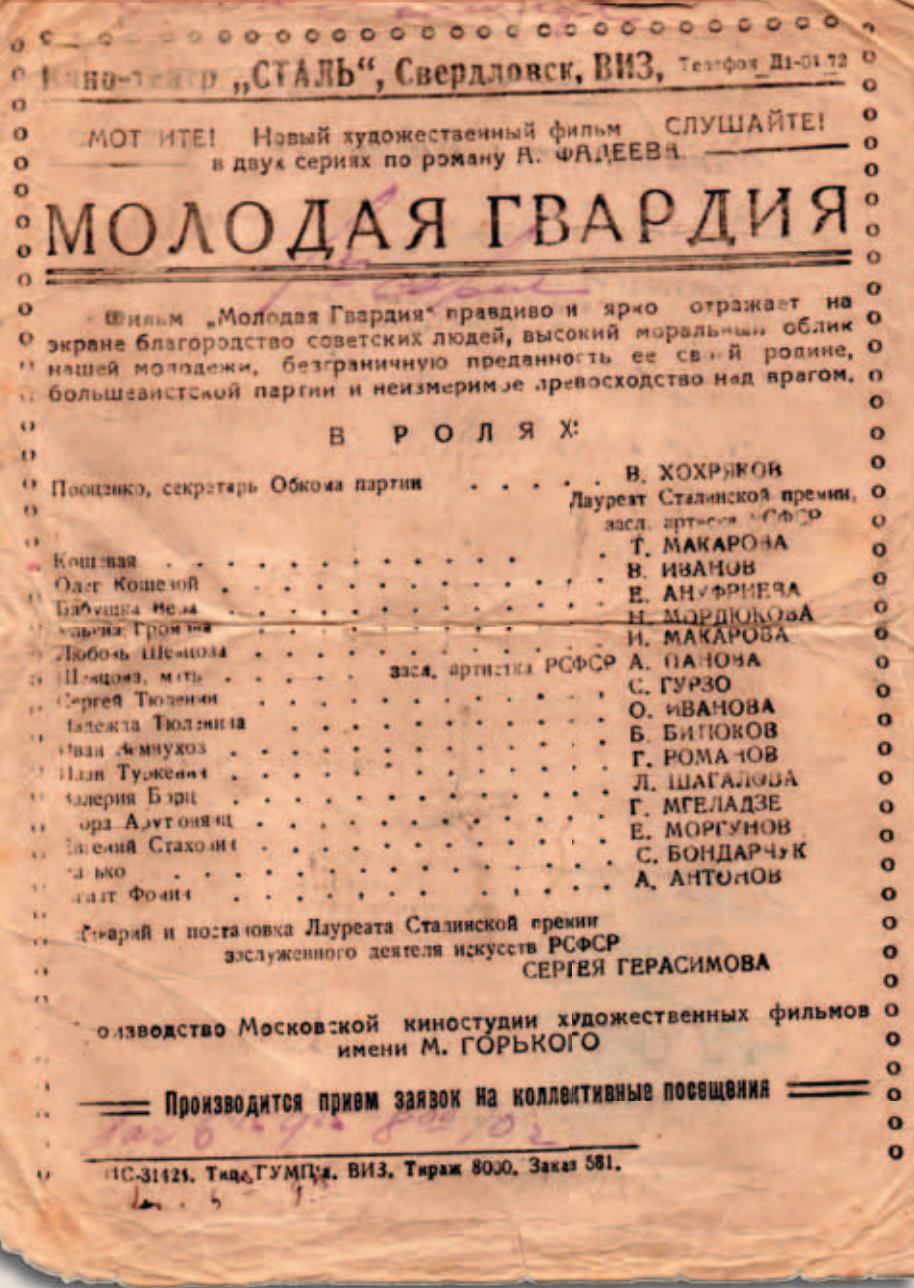 Кино-театр „СТАЛЬ“, Свердловск, ВИЗ, Телефон Д1-04 72
СМОТРИТЕ! Новый художественный фильм СЛУШАЙТЕ!
в двух сериях по роману А. ФАДЕЕВА
МОЛОДАЯ ГВАРДИЯ
Фильм „Молодая Гвардия“ правдиво и ярко отражает на
экране благородство советских людей, высокий моральный облик
нашей молодежи, безграничную преданность ее своей родине,
большевистской партии и неизмеримое превосходство над врагом.
В РОЛЯХ:
Проценко, секретарь Обкома партии . . . . . В. ХОХРЯКОВ
Лауреат Сталинской премии,
засл. артистка РСФСР
Кошевая . . . . . . . . . . Т. МАКАРОВА
Олег Кошевой . . . . . . . . . . В. ИВАНОВ
Бабушка Вера . . . . . . . . . . Е. АНУФРИЕВА
Ульяна Громова . . . . . . . . . . Н. МОРДЮКОВА
Любовь Шевцова . . . . . . . . . . И. МАКАРОВА
Шевцова, мать . . . . засл. артистка РСФСР А. ПАНОВА
Сергей Тюленин . . . . . . . . . . С. ГУРЗО
Надежда Тюленина . . . . . . . . . . О. ИВАНОВА
Иван Земнухов . . . . . . . . . . Б. БИТЮКОВ
Иван Туркенич . . . . . . . . . . Г. РОМАНОВ
Валерия Борц . . . . . . . . . . Л. ШАГАЛОВА
Жора Арутюнянц . . . . . . . . . . Г. МГЕЛАДЗЕ
Евгений Стахович . . . . . . . . . . Е. МОРГУНОВ
Валько . . . . . . . . . . С. БОНДАРЧУК
Игнат Фомин . . . . . . . . . . А. АНТОНОВ
Сценарий и постановка Лауреата Сталинской премии
заслуженного деятеля искусств РСФСР
СЕРГЕЯ ГЕРАСИМОВА
Производство Московской киностудии художественных фильмов
имени М. ГОРЬКОГО
Производится прием заявок на коллективные посещения
НС-31424. Тип. ГУМП'а. ВИЗ. Тираж 8000. Заказ 581.